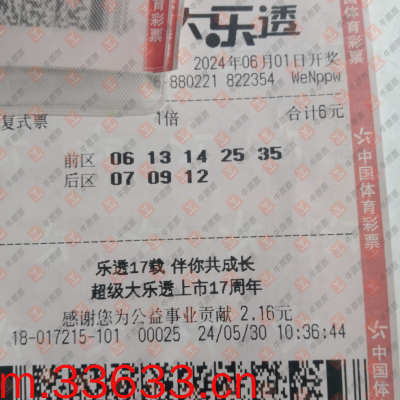 大乐透
2024年06月01日开奖
-880221 822354 WeNppw
复式票 1倍 合计6元
前区 06 13 14 25 35
后区 07 09 12
乐透17载 伴你共成长
超级大乐透上市17周年
感谢您为公益事业贡献 2.16元
18-017215-101 00025 24/05/30 10:36:44
中国体育彩票
中国体育彩票
m.33633.cn